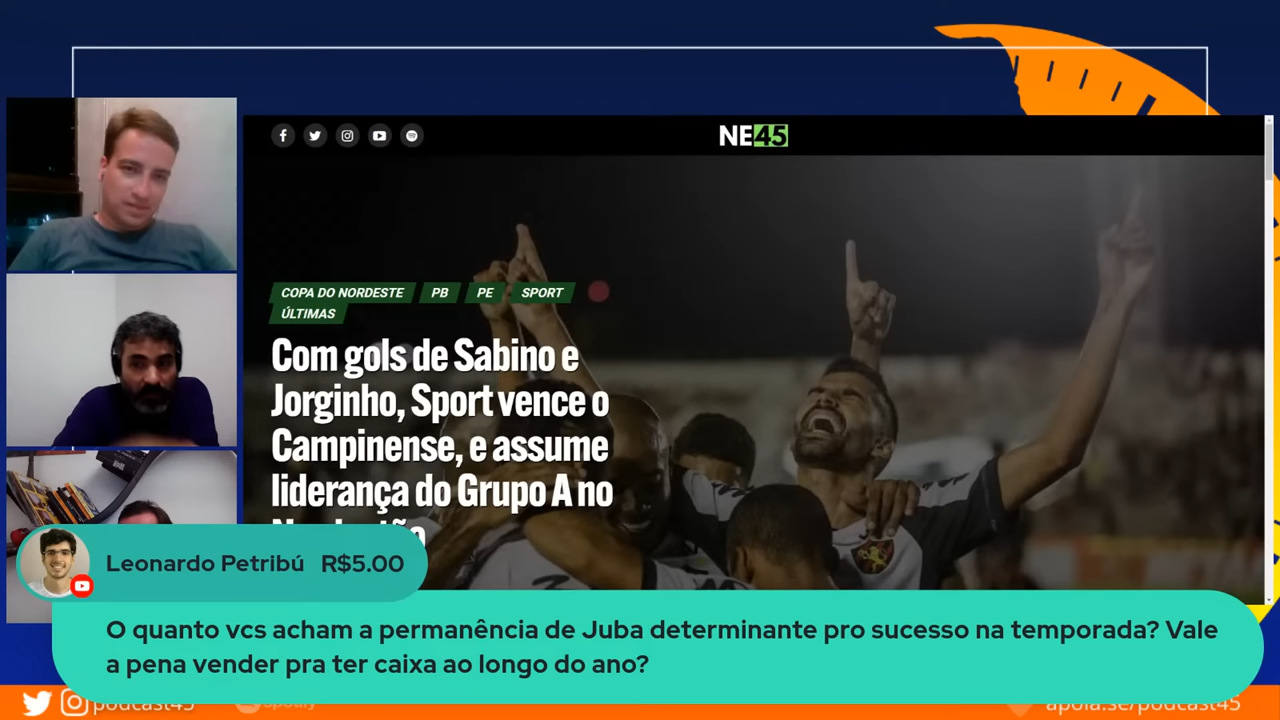 NE45
COPA DO NORDESTE PB PE SPORT
ÚLTIMAS
Com gols de Sabino e
Jorginho, Sport vence o
Campinense, e assume
liderança do Grupo A no
Leonardo Petribú R$5.00
O quanto vcs acham a permanência de Juba determinante pro sucesso na temporada? Vale
a pena vender pra ter caixa ao longo do ano?
podcast45 Spotify apoia.se/podcast45